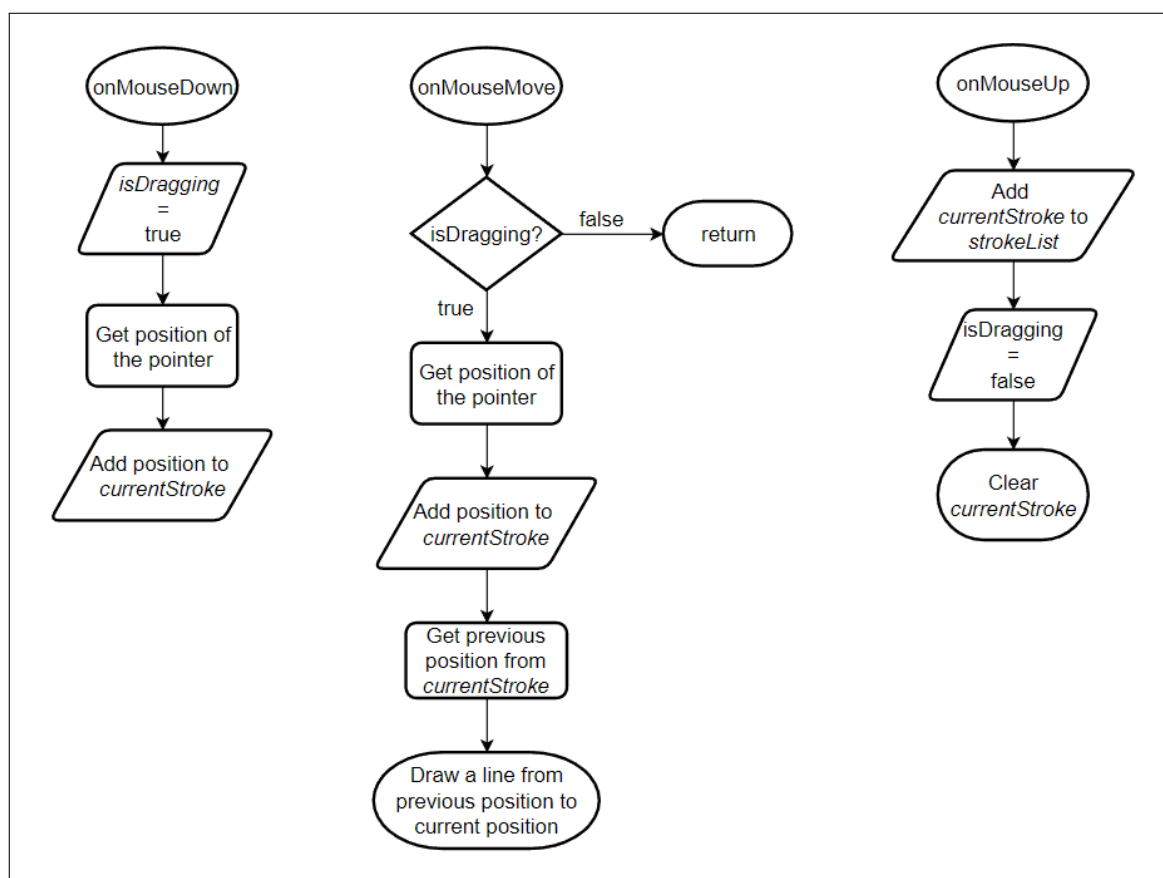 onMouseDown
isDragging
=
true
Get position of
the pointer
Add position to
currentStroke
onMouseMove
isDragging?
false
return
true
Get position of
the pointer
Add position to
currentStroke
Get previous
position from
currentStroke
Draw a line from
previous position to
current position
onMouseUp
Add
currentStroke to
strokeList
isDragging
=
false
Clear
currentStroke